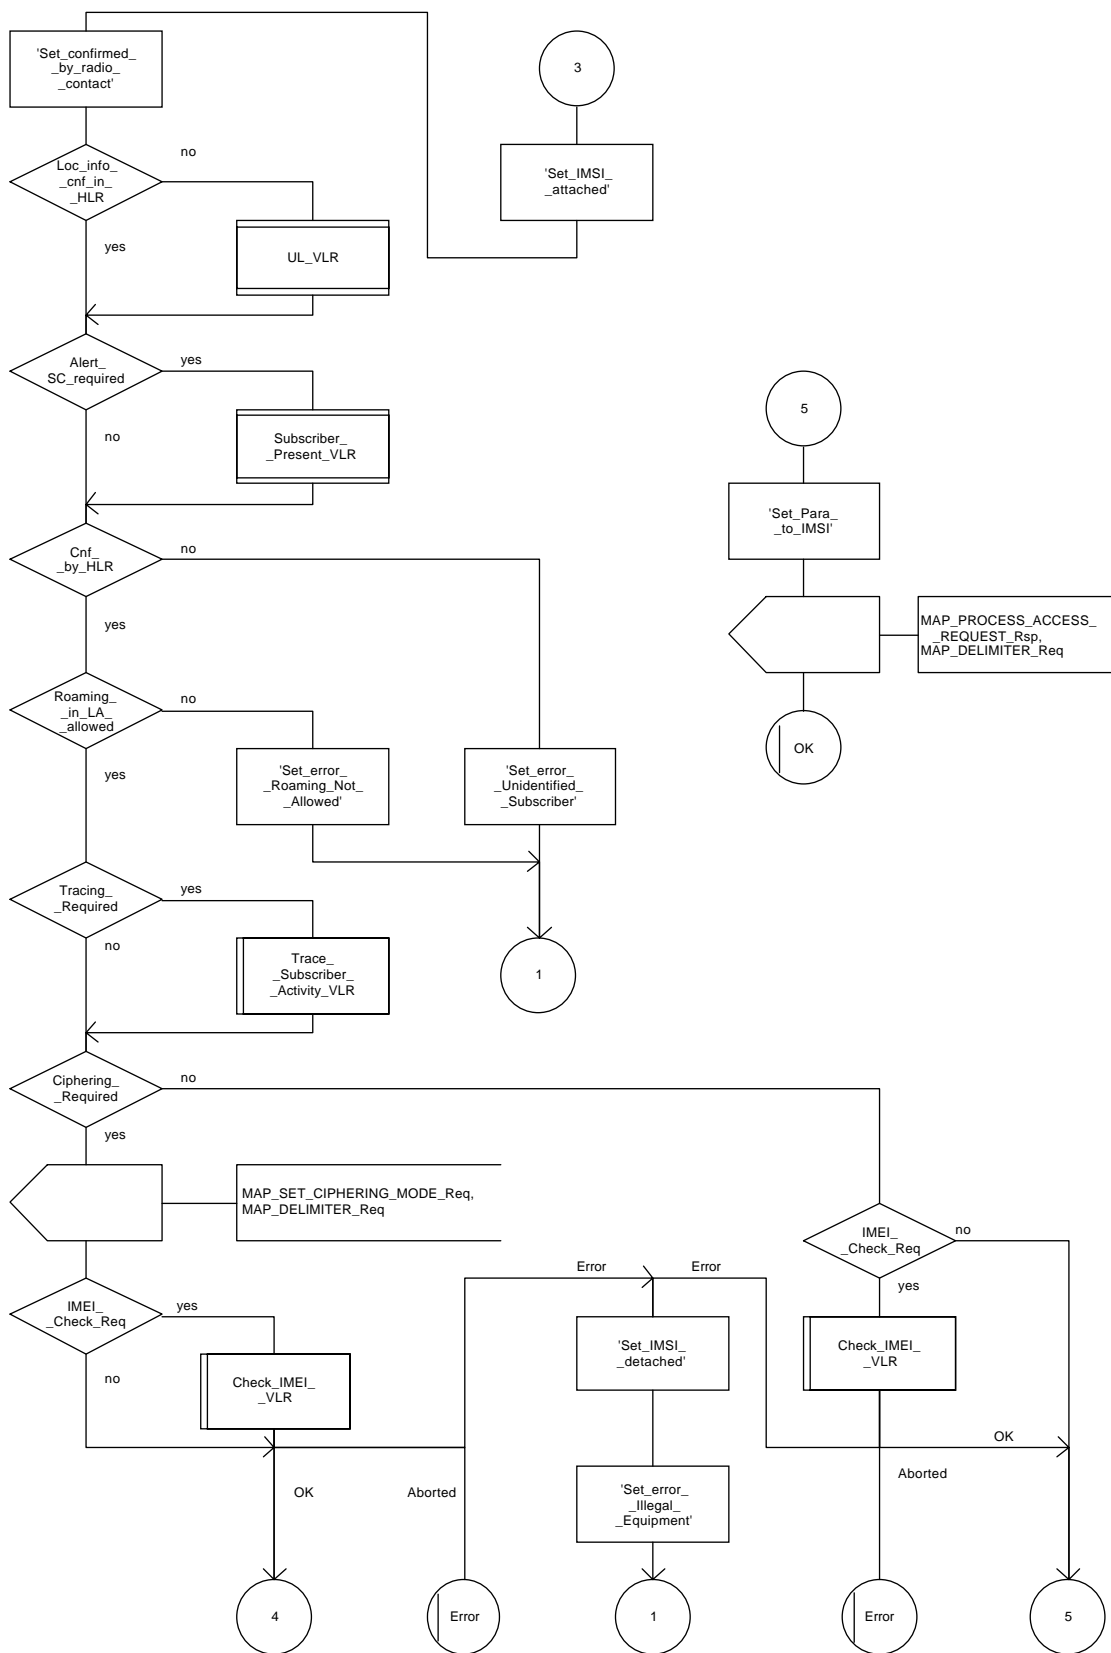 'Set_confirmed_
_by_radio_
_contact'
3
'Set_IMSI_
_attached'
Loc_info_
_cnf_in_
_HLR
no
yes
UL_VLR
Alert_
SC_required
yes
no
Subscriber_
_Present_VLR
5
'Set_Para_
_to_IMSI'
Cnf_
_by_HLR
no
yes
MAP_PROCESS_ACCESS_
_REQUEST_Rsp,
MAP_DELIMITER_Req
OK
Roaming_
_in_LA_
_allowed
no
yes
'Set_error_
_Roaming_Not_
_Allowed'
'Set_error_
_Unidentified_
_Subscriber'
Tracing_
_Required
yes
no
Trace_
_Subscriber_
_Activity_VLR
1
Ciphering_
_Required
no
yes
MAP_SET_CIPHERING_MODE_Req,
MAP_DELIMITER_Req
IMEI_
_Check_Req
no
yes
Error
Error
IMEI_
_Check_Req
yes
no
Check_IMEI_
_VLR
'Set_IMSI_
_detached'
Check_IMEI_
_VLR
OK
Aborted
OK
Aborted
'Set_error_
_Illegal_
_Equipment'
4
Error
1
Error
5